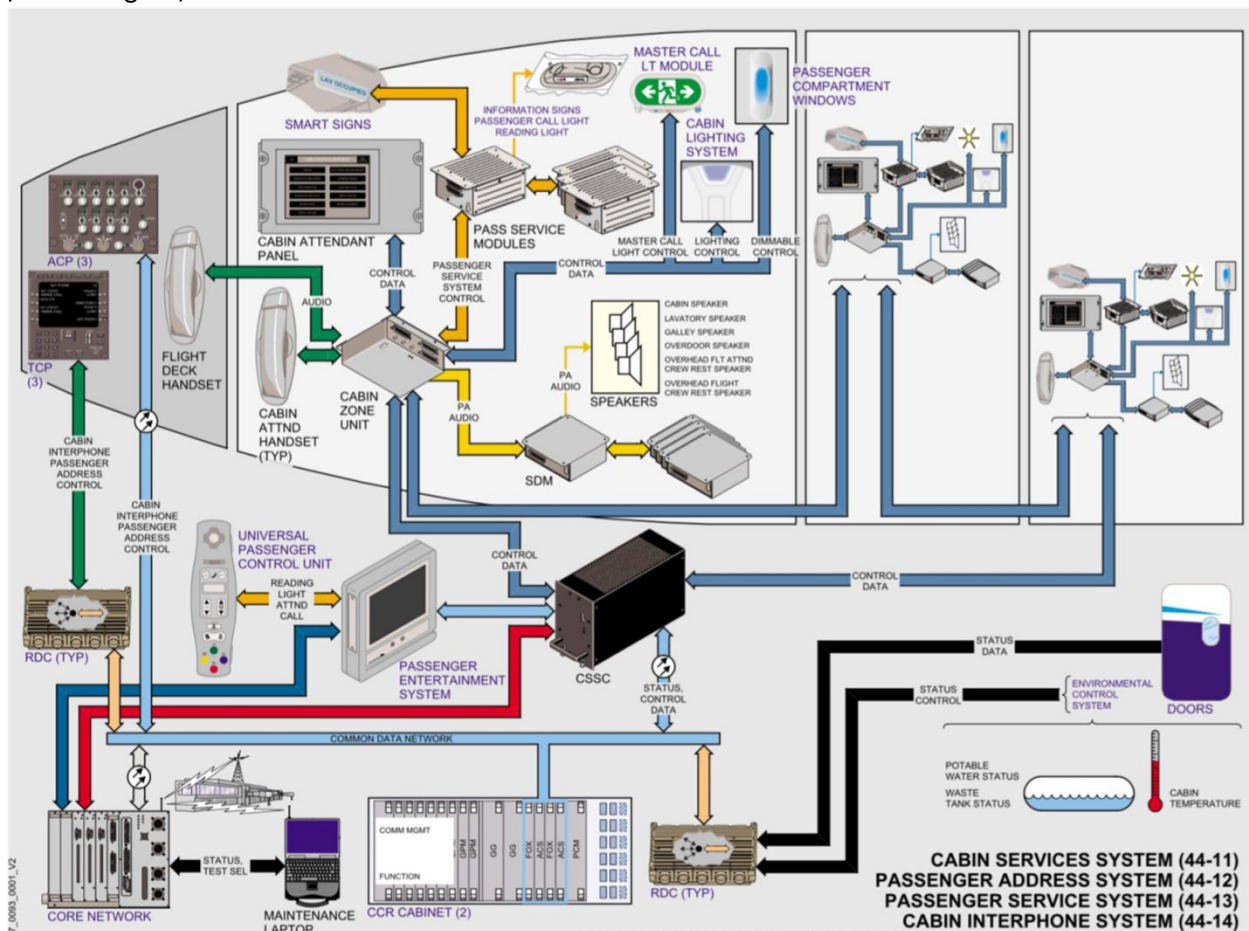 LAV OCCUPIED
SMART SIGNS
INFORMATION SIGNS
PASSENGER CALL LIGHT
READING LIGHT
MASTER CALL
LT MODULE
PASSENGER
COMPARTMENT
WINDOWS
CABIN
LIGHTING
SYSTEM
CABIN ATTENDANT
PANEL
PASS SERVICE
MODULES
MASTER CALL
LIGHT CONTROL
LIGHTING
CONTROL
DIMMABLE
CONTROL
ACP (3)
TCP
(3)
FLIGHT
DECK
HANDSET
AUDIO
CONTROL
DATA
PASSENGER
SERVICE
SYSTEM
CONTROL
CONTROL
DATA
CABIN
ATTND
HANDSET
(TYP)
CABIN
ZONE
UNIT
PA
AUDIO
SDM
PA
AUDIO
SPEAKERS
CABIN SPEAKER
LAVATORY SPEAKER
GALLEY SPEAKER
OVERDOOR SPEAKER
OVERHEAD FLT ATTND
CREW REST SPEAKER
OVERHEAD FLIGHT
CREW REST SPEAKER
CABIN
INTERPHONE
PASSENGER
ADDRESS
CONTROL
CABIN
INTERPHONE
PASSENGER
ADDRESS
CONTROL
UNIVERSAL
PASSENGER
CONTROL UNIT
READING
LIGHT
ATTND
CALL
CONTROL
DATA
CONTROL
DATA
RDC (TYP)
PASSENGER
ENTERTAINMENT
SYSTEM
CSSC
STATUS,
CONTROL
DATA
STATUS
DATA
STATUS
CONTROL
ENVIRONMENTAL
CONTROL
SYSTEM
DOORS
COMMON DATA NETWORK
POTABLE
WATER STATUS
WASTE
TANK STATUS
CABIN
TEMPERATURE
STATUS,
TEST SEL
CORE NETWORK
MAINTENANCE
LAPTOP
COMM MGMT
FUNCTION
GPM
GPM
GG
GG
FOX
ACS
FOX
ACS
PCM
CCR CABINET (2)
RDC (TYP)
CABIN SERVICES SYSTEM (44-11)
PASSENGER ADDRESS SYSTEM (44-12)
PASSENGER SERVICE SYSTEM (44-13)
CABIN INTERPHONE SYSTEM (44-14)
7_0093_0001_V2